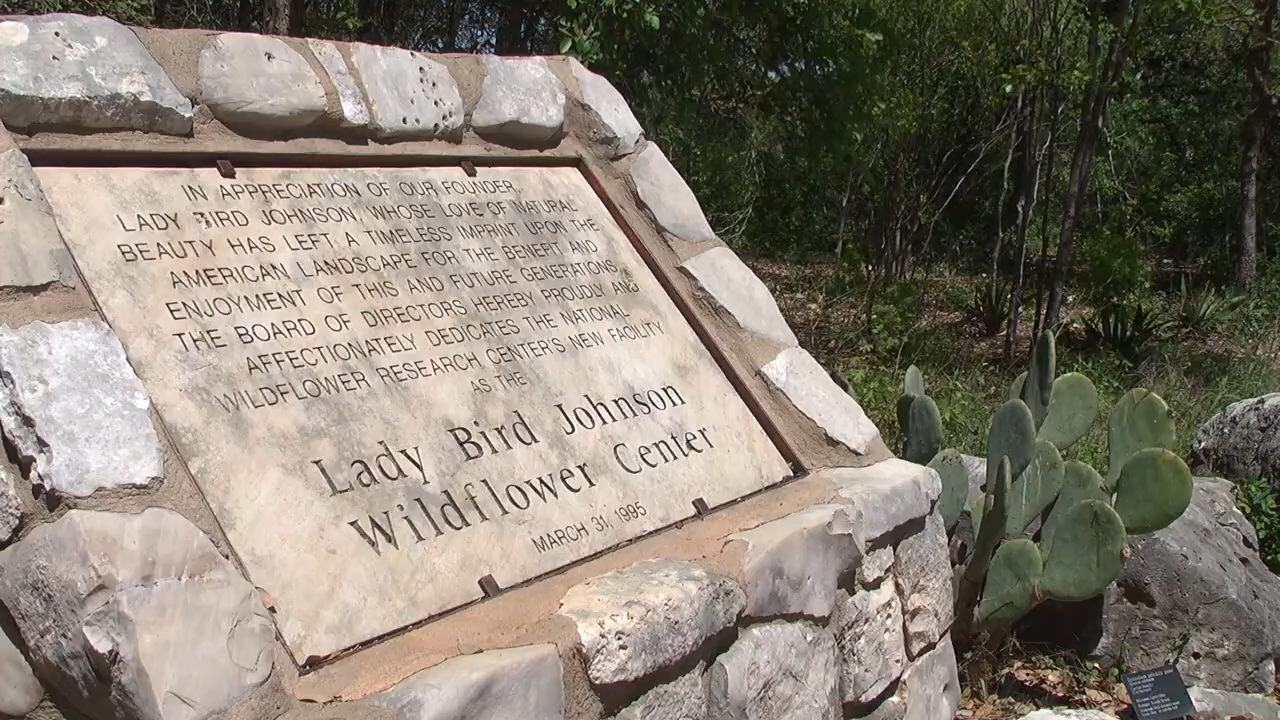 IN APPRECIATION OF OUR FOUNDER,
LADY BIRD JOHNSON, WHOSE LOVE OF NATURAL
BEAUTY HAS LEFT A TIMELESS IMPRINT UPON THE
AMERICAN LANDSCAPE FOR THE BENEFIT AND
ENJOYMENT OF THIS AND FUTURE GENERATIONS,
THE BOARD OF DIRECTORS HEREBY PROUDLY AND
AFFECTIONATELY DEDICATES THE NATIONAL
WILDFLOWER RESEARCH CENTER'S NEW FACILITY
AS THE
Lady Bird Johnson
Wildflower Center
MARCH 31, 1995